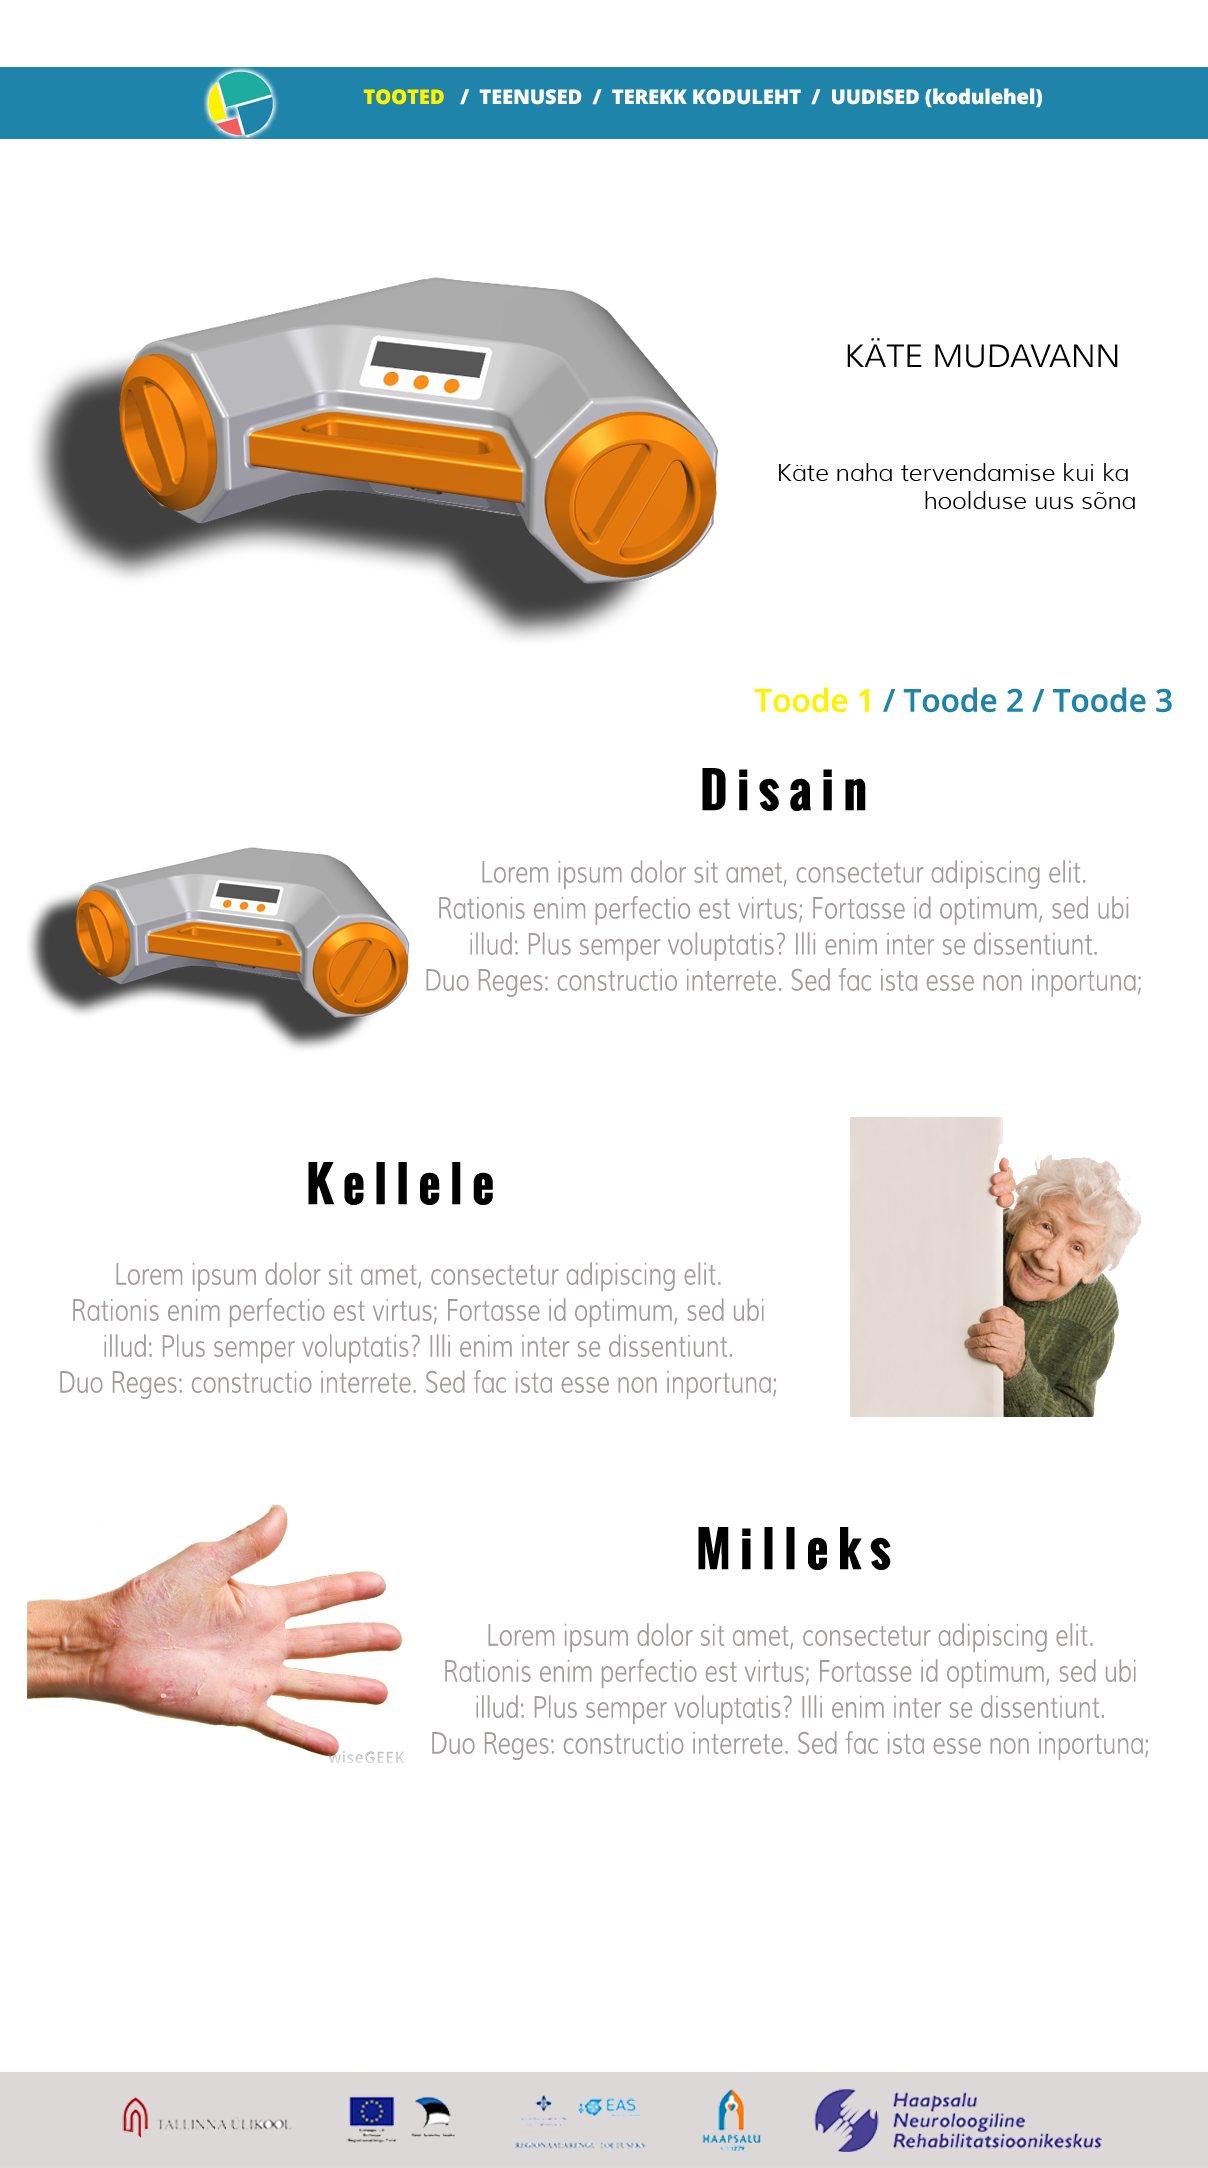 TOOTED / TEENUSED / TEREKK KODULEHT / UUDISED (kodulehel)
KÄTE MUDAVANN
Käte naha tervendamise kui ka
hoolduse uus sõna
Toode 1 / Toode 2 / Toode 3
Disain
Lorem ipsum dolor sit amet, consectetur adipiscing elit.
Rationis enim perfectio est virtus; Fortasse id optimum, sed ubi
illud: Plus semper voluptatis? Illi enim inter se dissentiunt.
Duo Reges: constructio interrete. Sed fac ista esse non inportuna;
Kellele
Lorem ipsum dolor sit amet, consectetur adipiscing elit.
Rationis enim perfectio est virtus; Fortasse id optimum, sed ubi
illud: Plus semper voluptatis? Illi enim inter se dissentiunt.
Duo Reges: constructio interrete. Sed fac ista esse non inportuna;
Milleks
Lorem ipsum dolor sit amet, consectetur adipiscing elit.
Rationis enim perfectio est virtus; Fortasse id optimum, sed ubi
illud: Plus semper voluptatis? Illi enim inter se dissentiunt.
Duo Reges: constructio interrete. Sed fac ista esse non inportuna;
wiseGEEK
TALLINNA ÜLIKOOL
EAS
REGIONAALARENGU TOETUSEKS
HAAPSALU
1279
Haapsalu
Neuroloogiline
Rehabilitatsioonikeskus